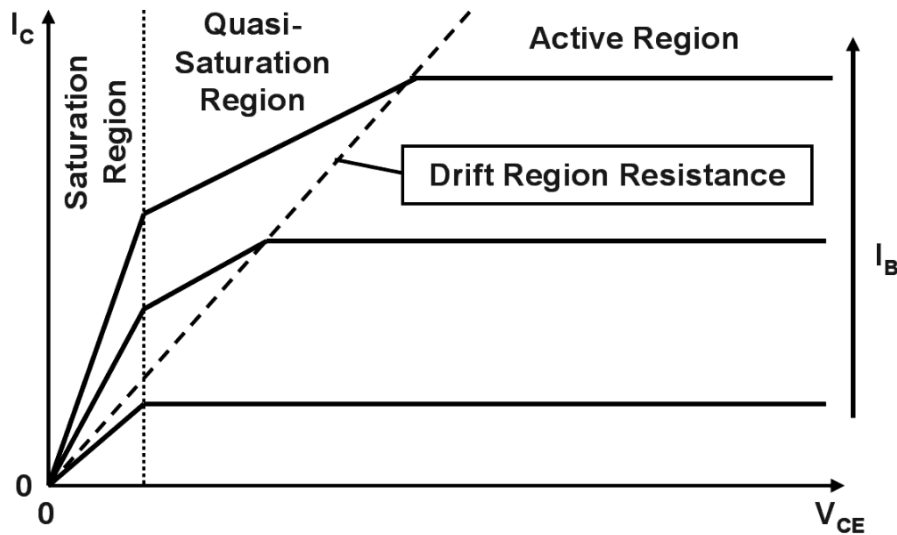 I_C
Saturation
Region
Quasi-
Saturation
Region
Active Region
Drift Region Resistance
I_B
0
0
V_CE